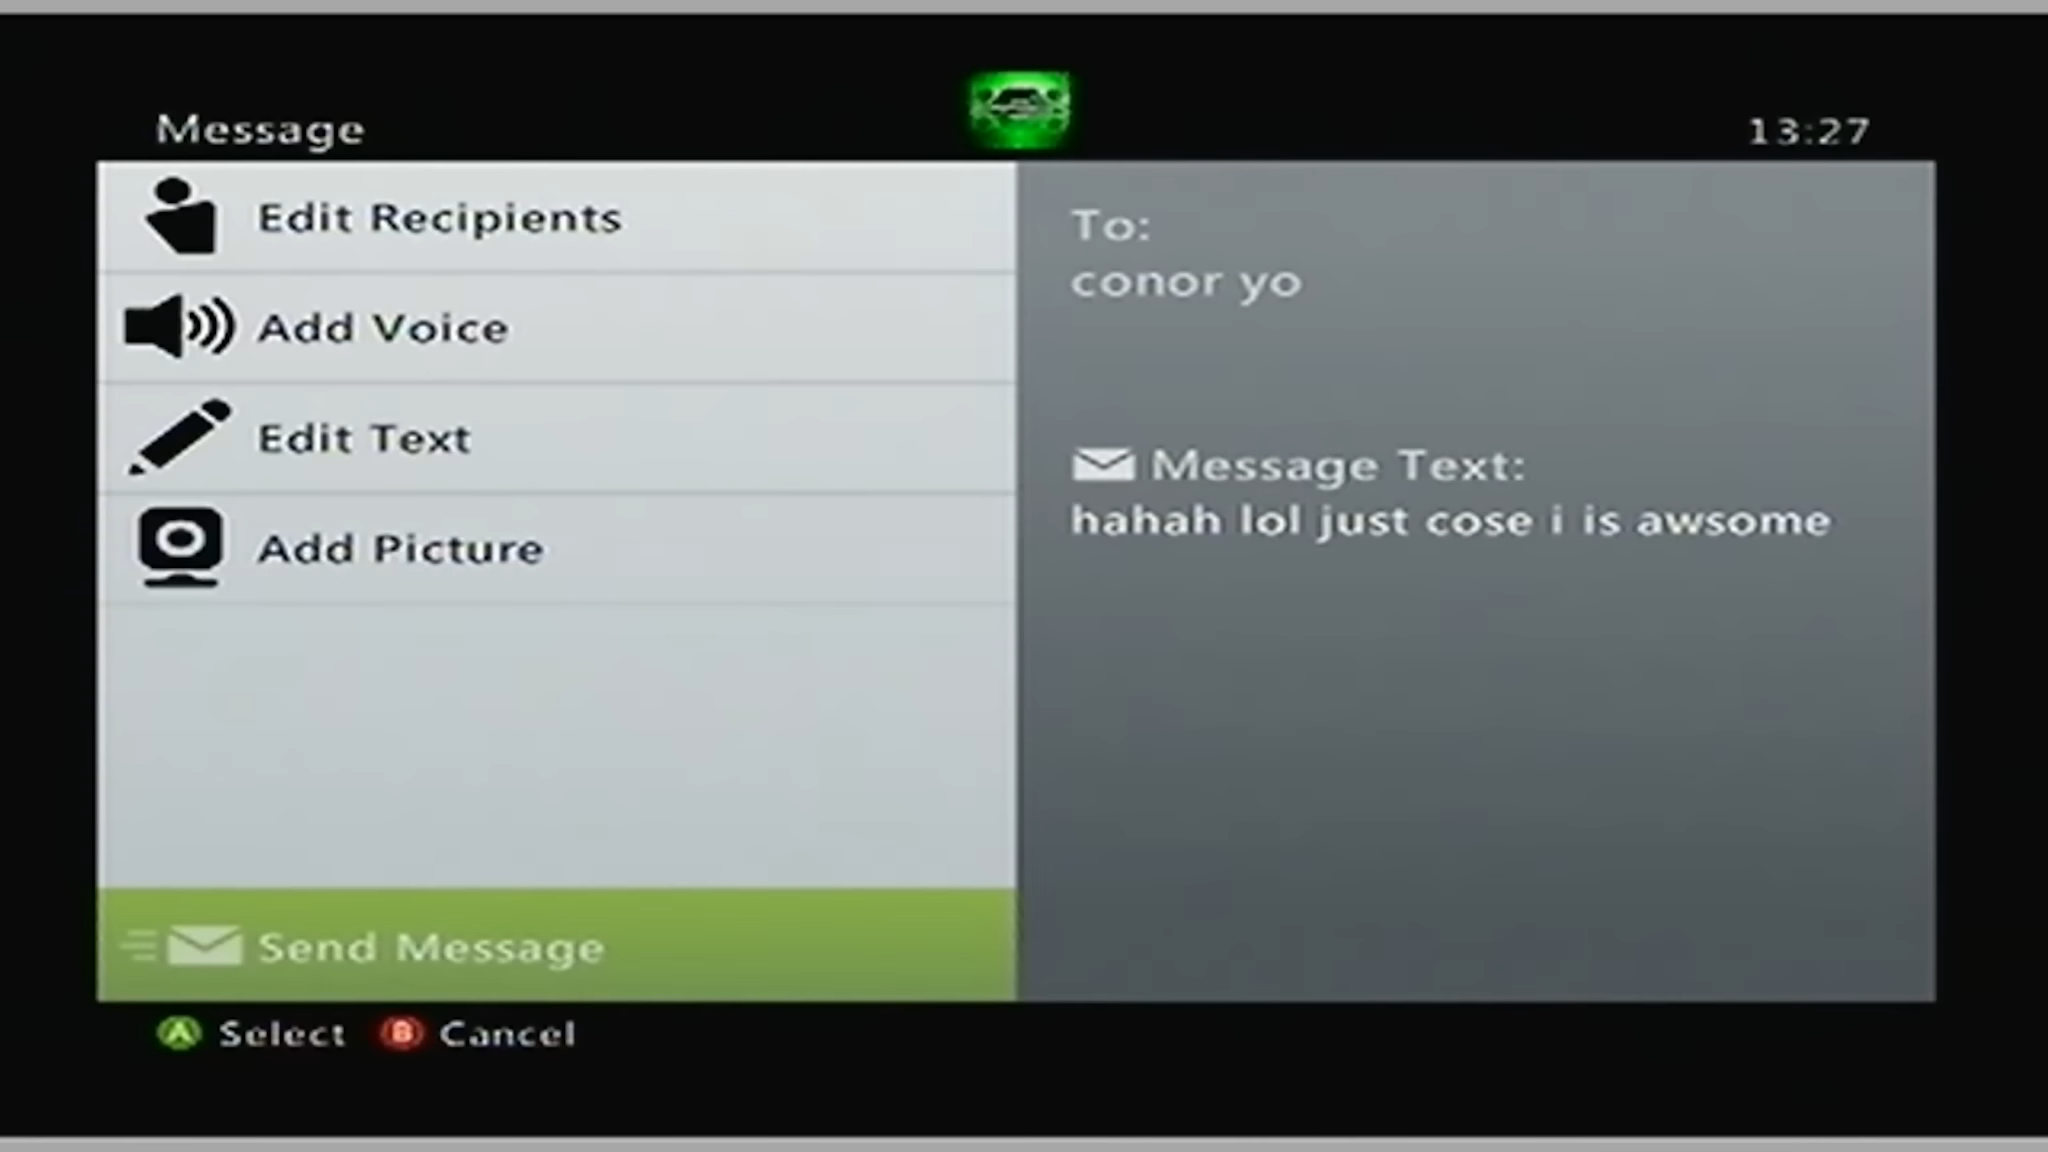 Message
13:27
Edit Recipients
Add Voice
Edit Text
Add Picture
Send Message
To:
conor yo
Message Text:
hahah lol just cose i is awsome
A Select B Cancel